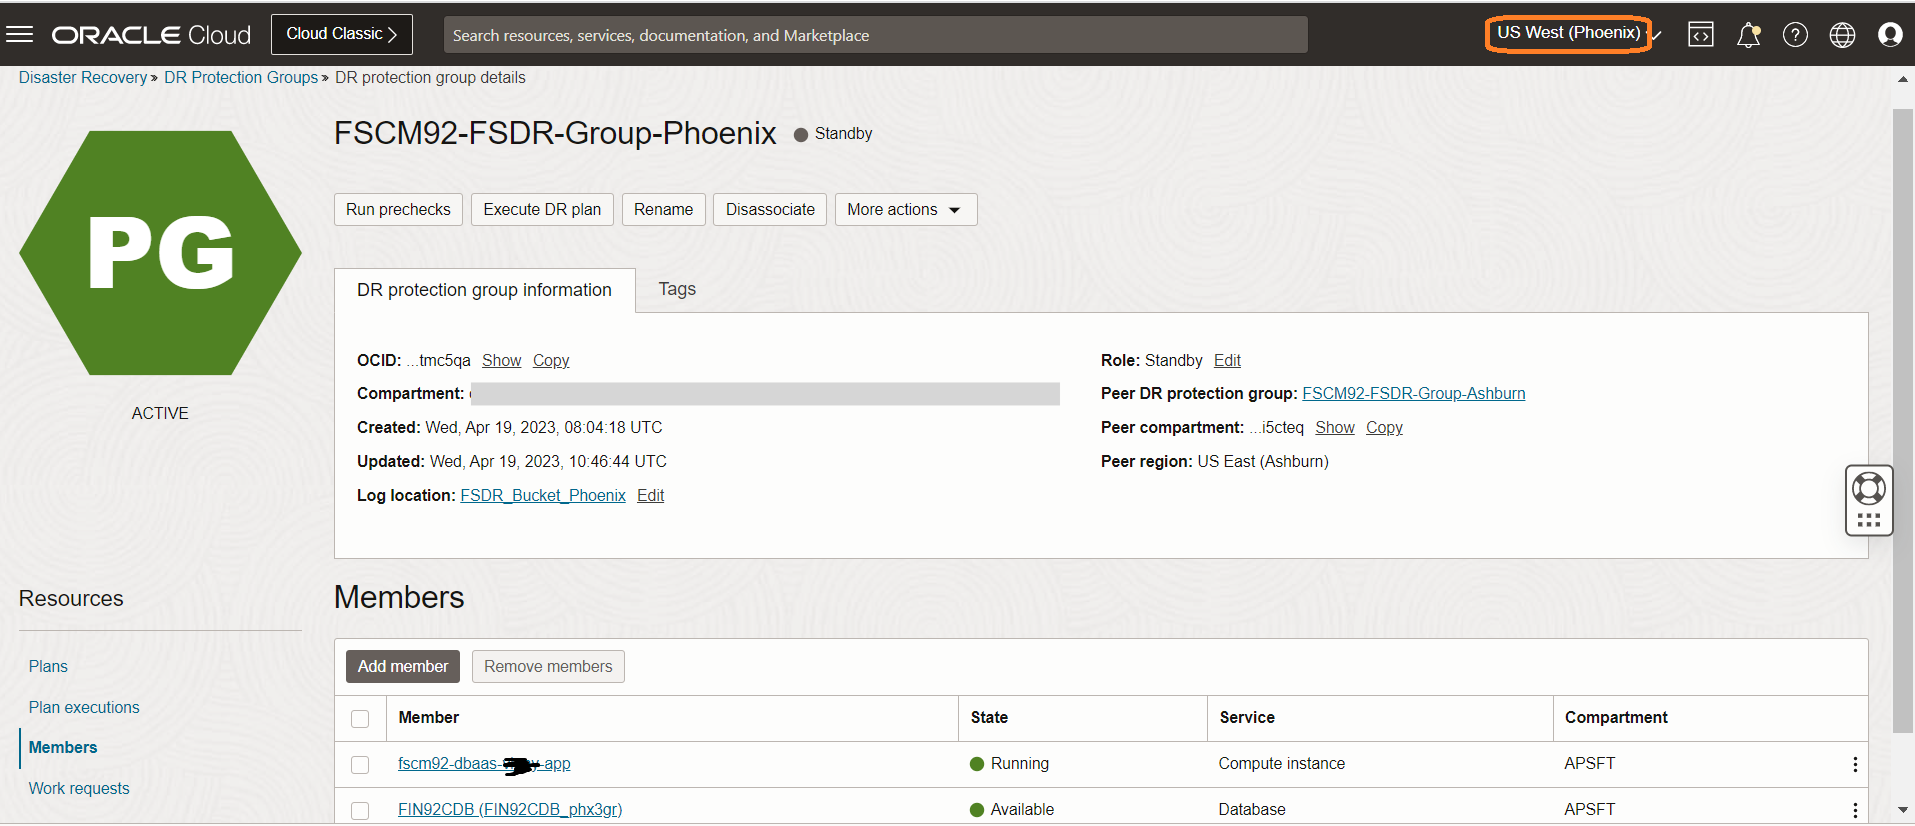 ORACLE Cloud
Cloud Classic
Search resources, services, documentation, and Marketplace
US West (Phoenix)
Disaster Recovery » DR Protection Groups » DR protection group details
PG
ACTIVE
FSCM92-FSDR-Group-Phoenix
Standby
Run prechecks
Execute DR plan
Rename
Disassociate
More actions
DR protection group information
Tags
OCID: ...tmc5qa Show Copy
Compartment:
Created: Wed, Apr 19, 2023, 08:04:18 UTC
Updated: Wed, Apr 19, 2023, 10:46:44 UTC
Log location: FSDR_Bucket_Phoenix Edit
Role: Standby Edit
Peer DR protection group: FSCM92-FSDR-Group-Ashburn
Peer compartment: ...i5cteq Show Copy
Peer region: US East (Ashburn)
Resources
Plans
Plan executions
Members
Work requests
Members
Add member
Remove members
Member State Service Compartment
fscm92-dbaas- -app Running Compute instance APSFT
FIN92CDB (FIN92CDB_phx3gr) Available Database APSFT